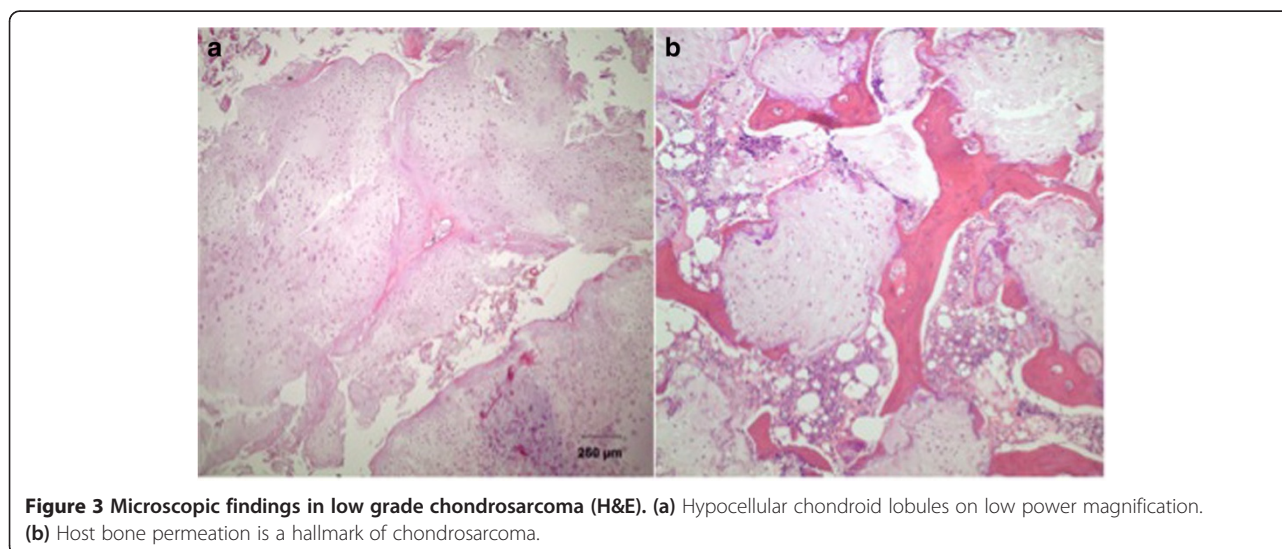 a
b
250 µm
Figure 3 Microscopic findings in low grade chondrosarcoma (H&E). (a) Hypocellular chondroid lobules on low power magnification.
(b) Host bone permeation is a hallmark of chondrosarcoma.